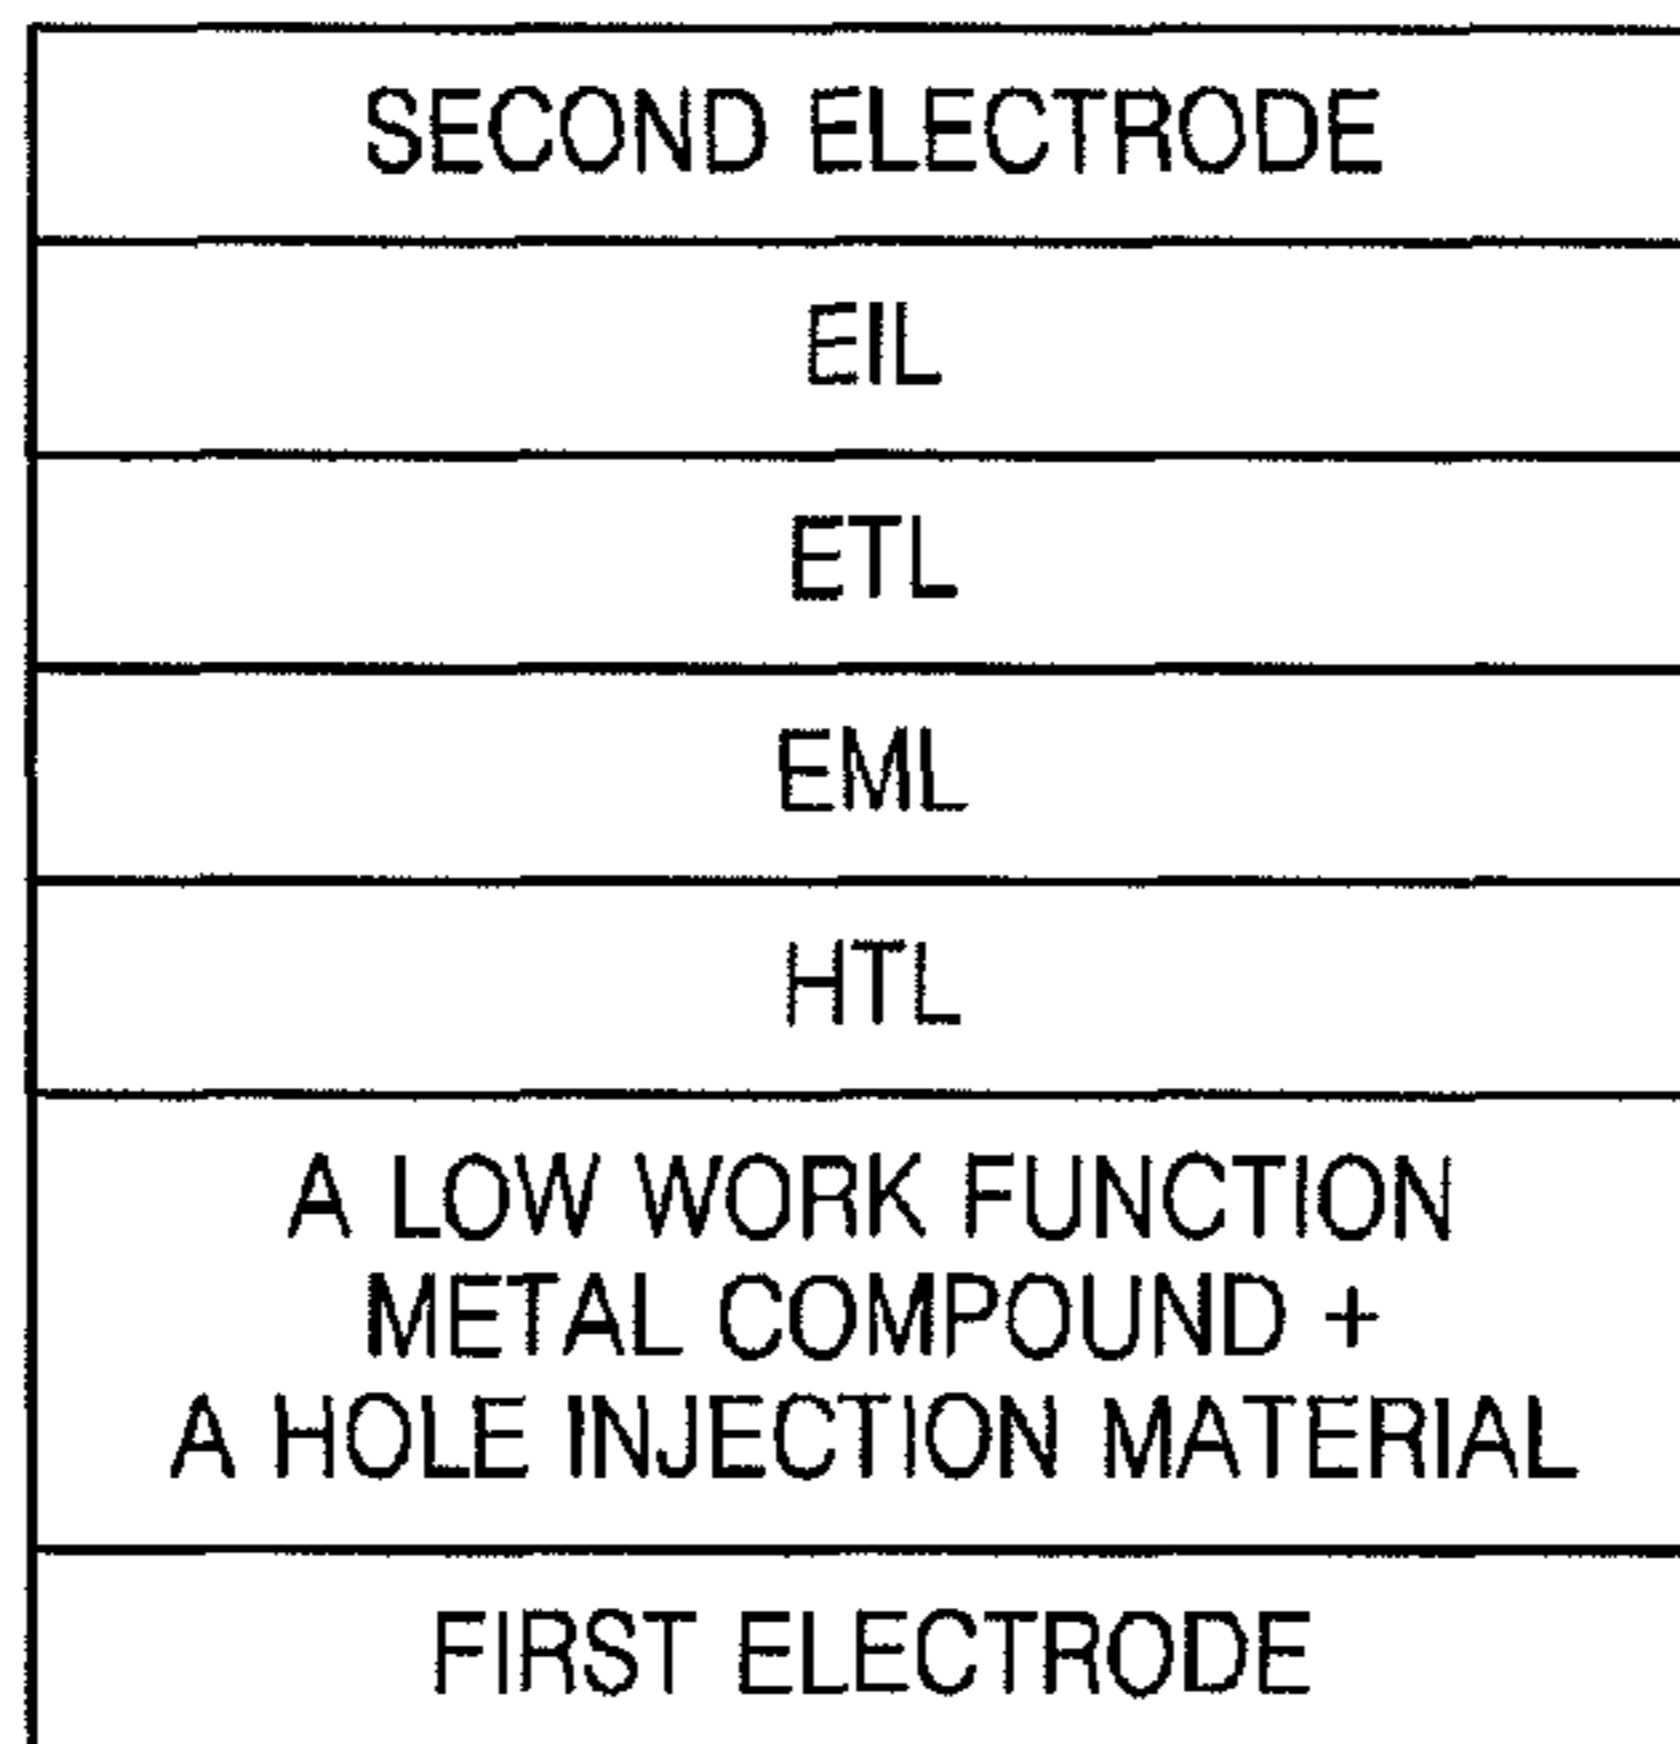 SECOND ELECTRODE
EIL
ETL
EML
HTL
A LOW WORK FUNCTION
METAL COMPOUND +
A HOLE INJECTION MATERIAL
FIRST ELECTRODE